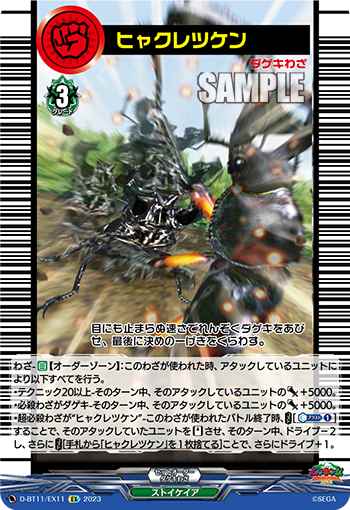 ヒャクレツケン
ダゲキわざ
SAMPLE
3
グレード
目にも止まらぬ速さでれんぞくダゲキをあび
せ、最後に決めの一げきをくらわす。
わざ-【オーダーゾーン】:このわざが使われた時、アタックしているユニットに
より以下すべてを行う。
・テクニック20以上-そのターン中、そのアタックしているユニットの+5000。
・必殺わざがダゲキ-そのターン中、そのアタックしているユニットの+5000。
・超必殺わざが“ヒャクレツケン”-このわざが使われたバトル終了時、
することで、そのアタックしていたユニットを【】させ、そのターン中、ドライブ-2
し、さらに【手札から「ヒャクレツケン」を1枚捨てる】ことで、さらにドライブ+1。
ストイケイア
D-BT11/EX11 2023
©SEGA